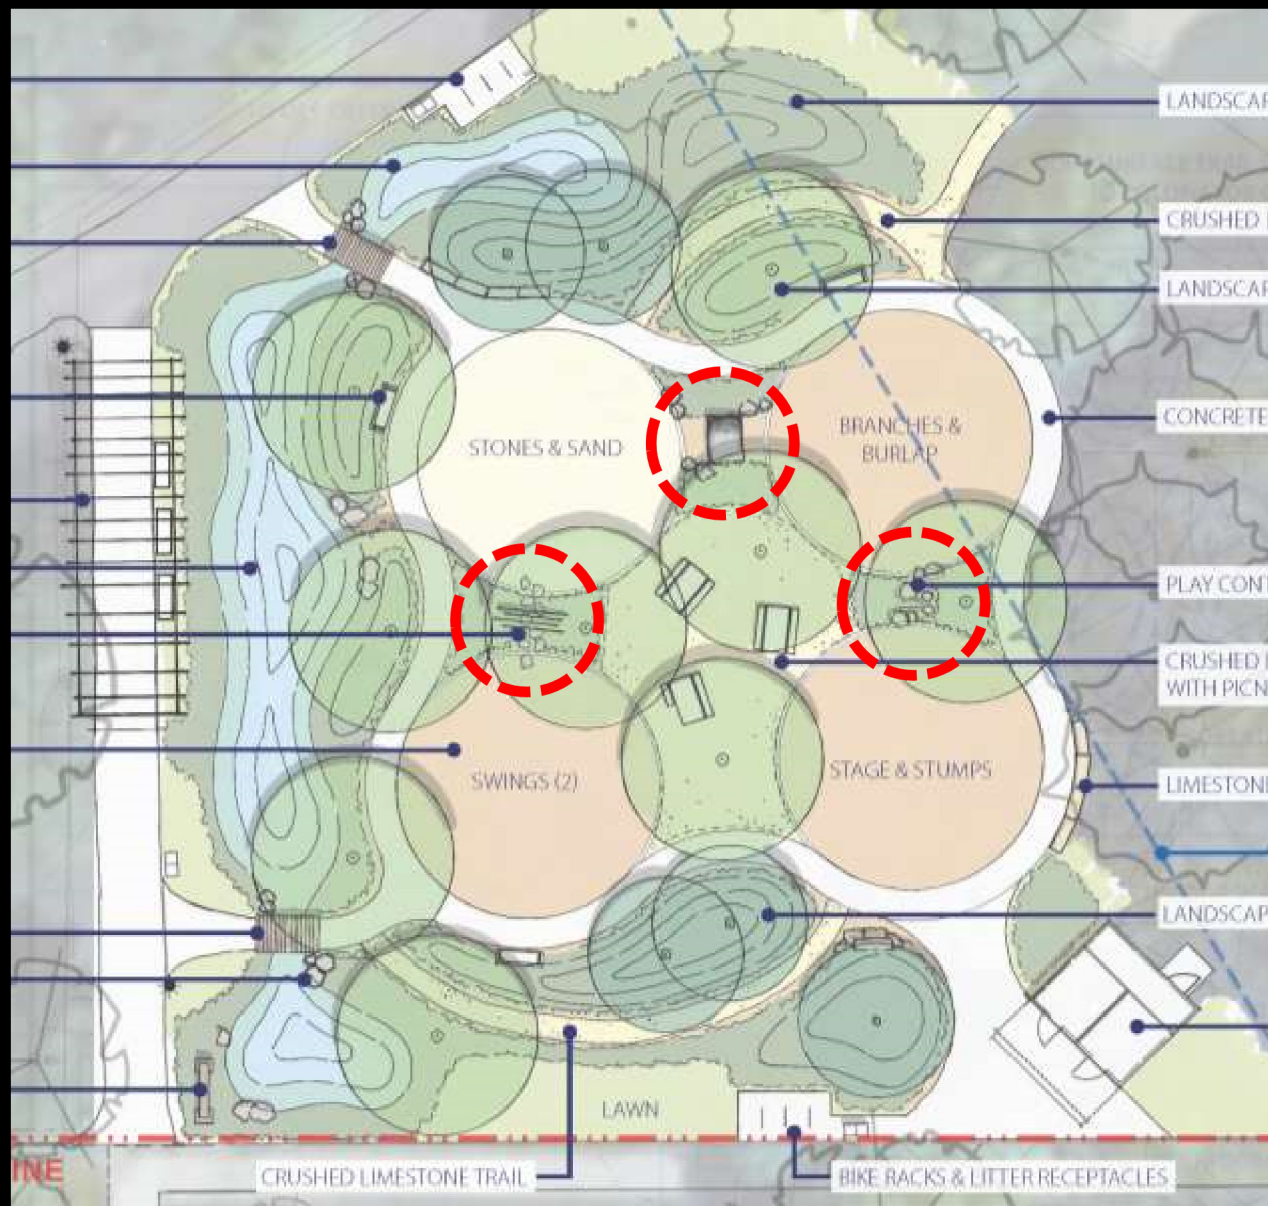 LANDSCAP
CRUSHED
LANDSCAP
CONCRETE
STONES & SAND
BRANCHES &
BURLAP
PLAY CONT
CRUSHED
WITH PICN
SWINGS (2)
STAGE & STUMPS
LIMESTONE
LANDSCAP
LAWN
INE
CRUSHED LIMESTONE TRAIL
BIKE RACKS & LITTER RECEPTACLES